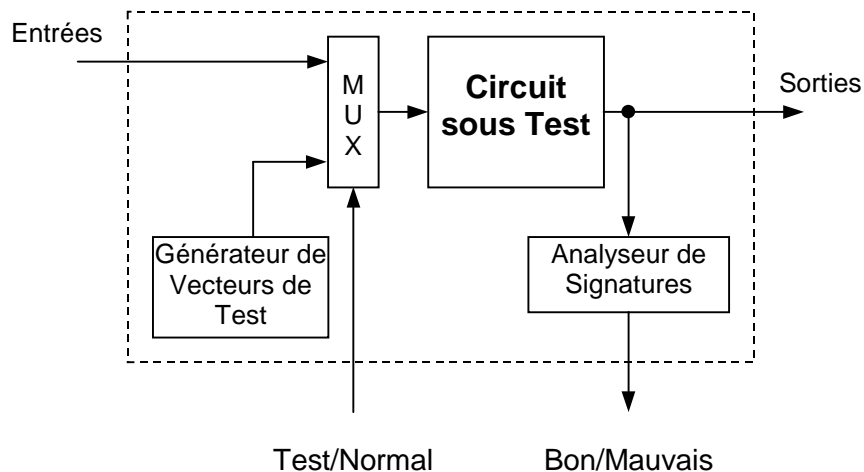 Entrées
M
U
X
Circuit
sous Test
Sorties
Générateur de
Vecteurs de
Test
Analyseur de
Signatures
Test/Normal
Bon/Mauvais